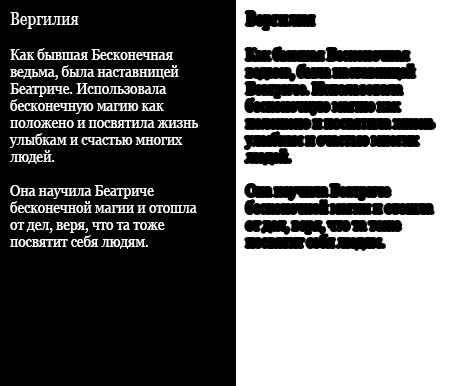 Вергилия
Как бывшая Бесконечная
ведьма, была наставницей
Беатриче. Использовала
бесконечную магию как
положено и посвятила жизнь
улыбкам и счастью многих
людей.
Она научила Беатриче
бесконечной магии и отошла
от дел, веря, что та тоже
посвятит себя людям.
Вергилия
Как бывшая Бесконечная
ведьма, была наставницей
Беатриче. Использовала
бесконечную магию как
положено и посвятила жизнь
улыбкам и счастью многих
людей.
Она научила Беатриче
бесконечной магии и отошла
от дел, веря, что та тоже
посвятит себя людям.